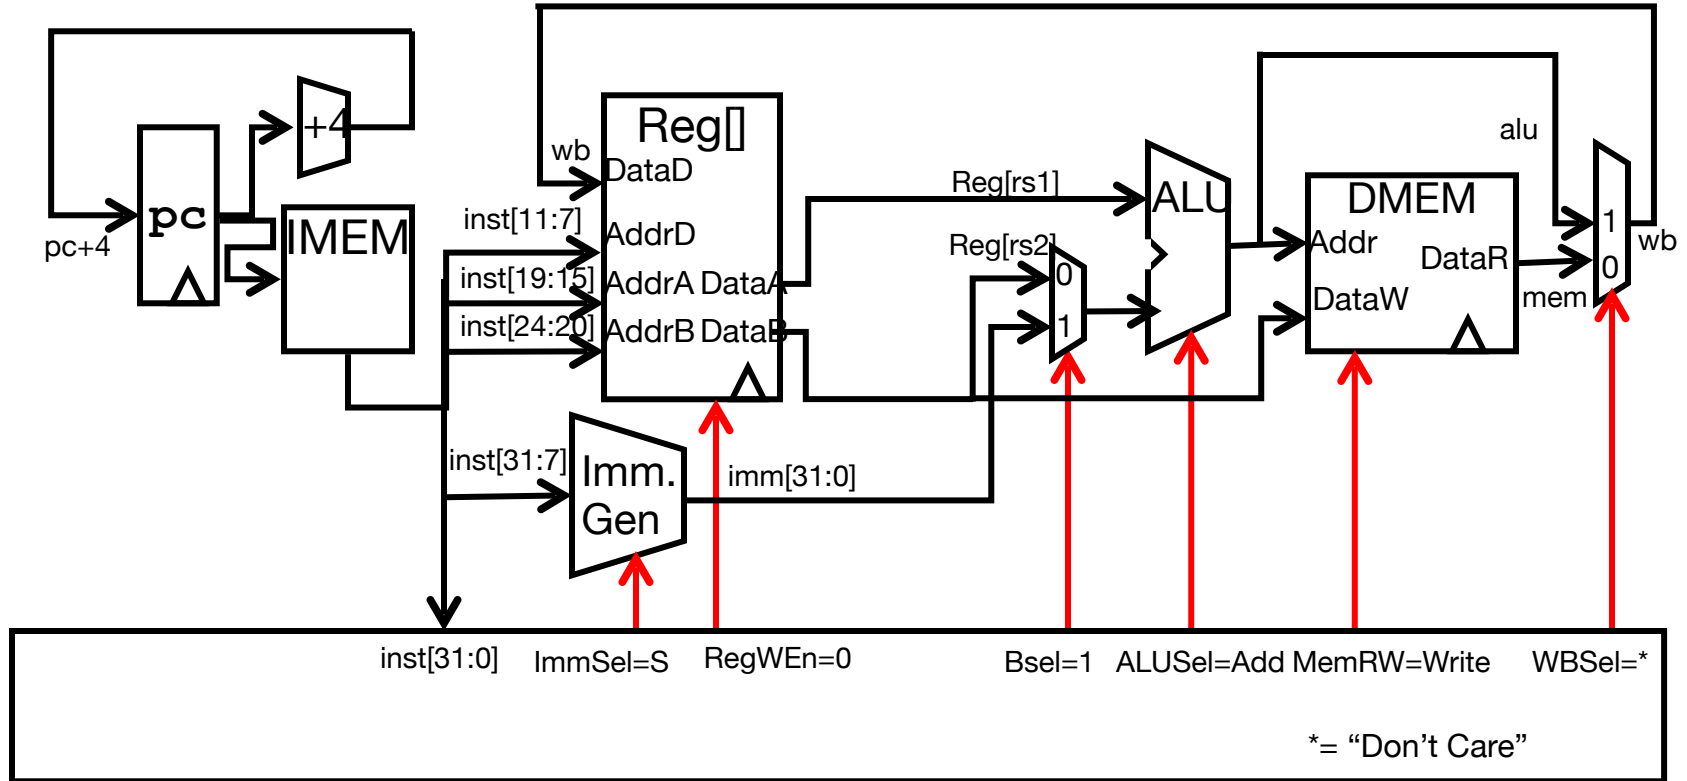 +4
pc
pc+4
IMEM
Reg[]
wb
DataD
inst[11:7]
AddrD
inst[19:15]
AddrA DataA
inst[24:20]
AddrB DataB
inst[31:7]
Imm.
Gen
imm[31:0]
Reg[rs1]
Reg[rs2]
0
1
ALU
DMEM
Addr
DataR
DataW
alu
mem
1
0
wb
inst[31:0] ImmSel=S RegWEn=0 Bsel=1 ALUSel=Add MemRW=Write WBSel=*
*= “Don’t Care”